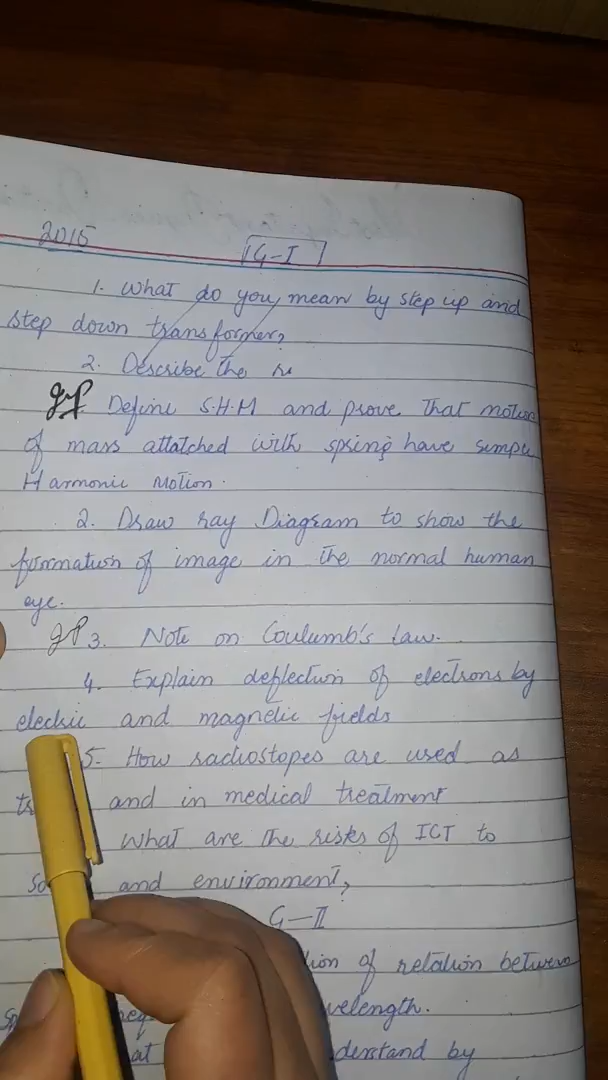 2015 G-I
1. What do you mean by step up and
step down transformer?
2. Describe the
Define S.H.M and prove that motion
of mass attatched with spring have simple
Harmonic Motion.
2. Draw ray Diagram to show the
formation of image in the normal human
eye.
3. Note on Coulumb's Law.
4. Explain deflection of electrons by
electric and magnetic fields
5. How radiostopes are used as
and in medical treatment
What are the risks of ICT to
and environment?
G-II
of relation between
derstand by